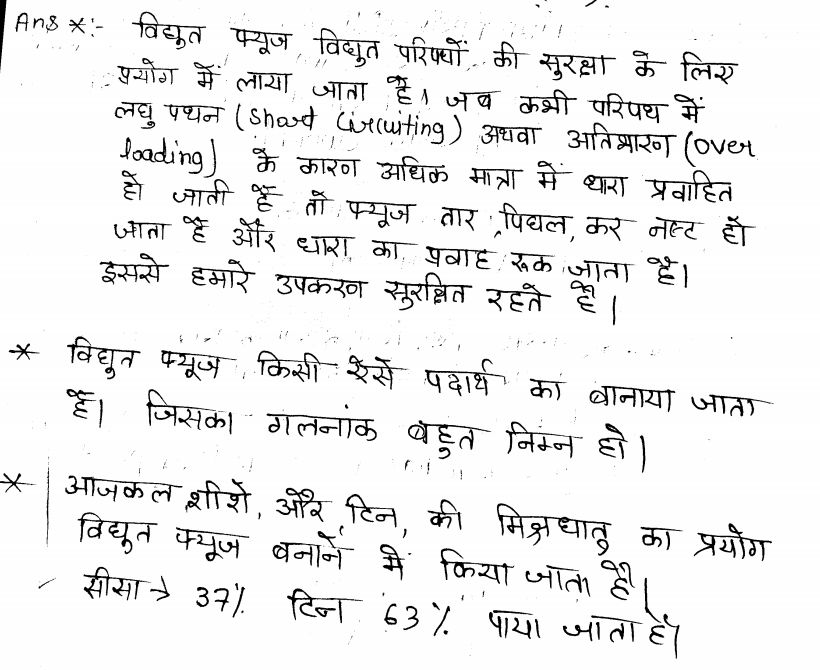 Ans *:- विद्युत फ्यूज विद्युत परिपथों की सुरक्षा के लिए
प्रयोग में लाया जाता है। जब कभी परिपथ में
लघु पथन (Short Circuiting) अथवा अतिभारण (over
loading) के कारण अधिक मात्रा में धारा प्रवाहित
हो जाती हैं तो फ्यूज तार पिघल कर नष्ट हो
जाता है और धारा का प्रवाह रूक जाता है।
इससे हमारे उपकरण सुरक्षित रहते हैं।
* विद्युत फ्यूज किसी ऐसे पदार्थ का बानाया जाता
है। जिसका गलनांक बहुत निम्न हो।
* आजकल शीशे, और टिन, की मिश्रधातु का प्रयोग
विद्युत फ्यूज बनाने में किया जाता है।
सीसा → 37% टिन 63% पाया जाता है।